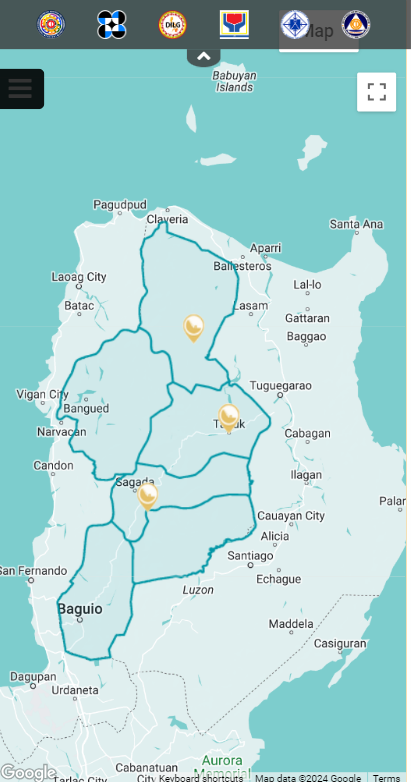 DILG
Map
Babuyan
Islands
Pagudpud
Claveria
Santa Ana
Aparri
Ballesteros
Laoag City
Lal-lo
Batac
Lasam
Gattaran
Baggao
Tuguegarao
Vigan City
Bangued
Narvacan
Cabagan
Candon
Ilagan
Sagada
Palan
Cauayan City
Alicia
Santiago
San Fernando
Echague
Luzon
Baguio
Maddela
Casiguran
Dagupan
Urdaneta
Aurora
Memorial
Cabanatuan
Google
Tarlac City
Keyboard shortcuts
Map data ©2024 Google
Terms